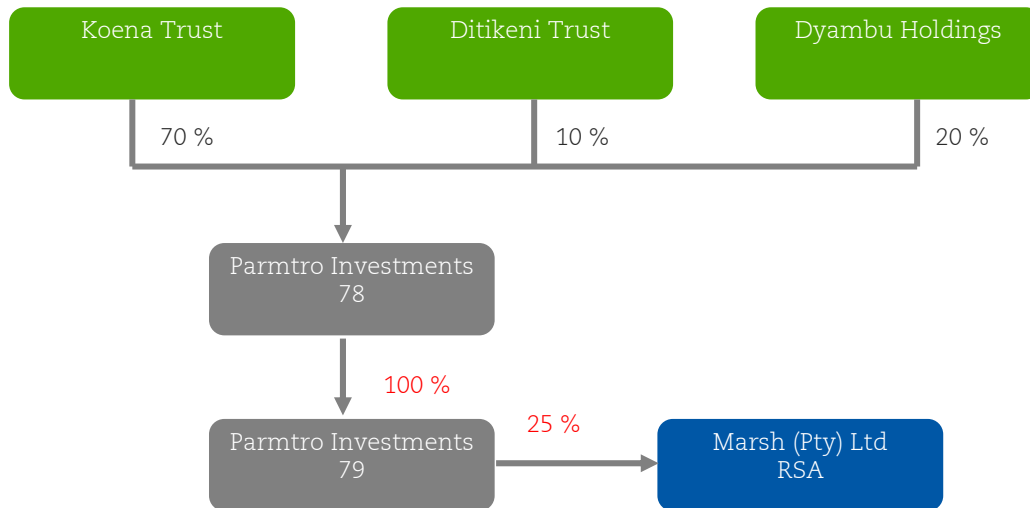 Koena Trust
Ditikeni Trust
Dyambu Holdings
70 %
10 %
20 %
Parmtro Investments
78
100 %
25 %
Parmtro Investments
79
Marsh (Pty) Ltd
RSA